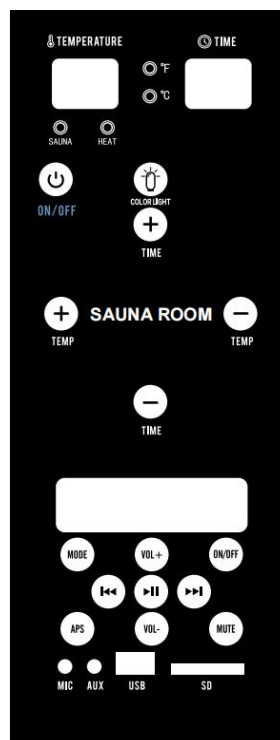 TEMPERATURE TIME
°F
°C
SAUNA HEAT
ON/OFF
COLOR LIGHT
TIME
SAUNA ROOM
TEMP TEMP
TIME
MODE VOL+ ON/OFF
APS VOL- MUTE
MIC AUX USB SD